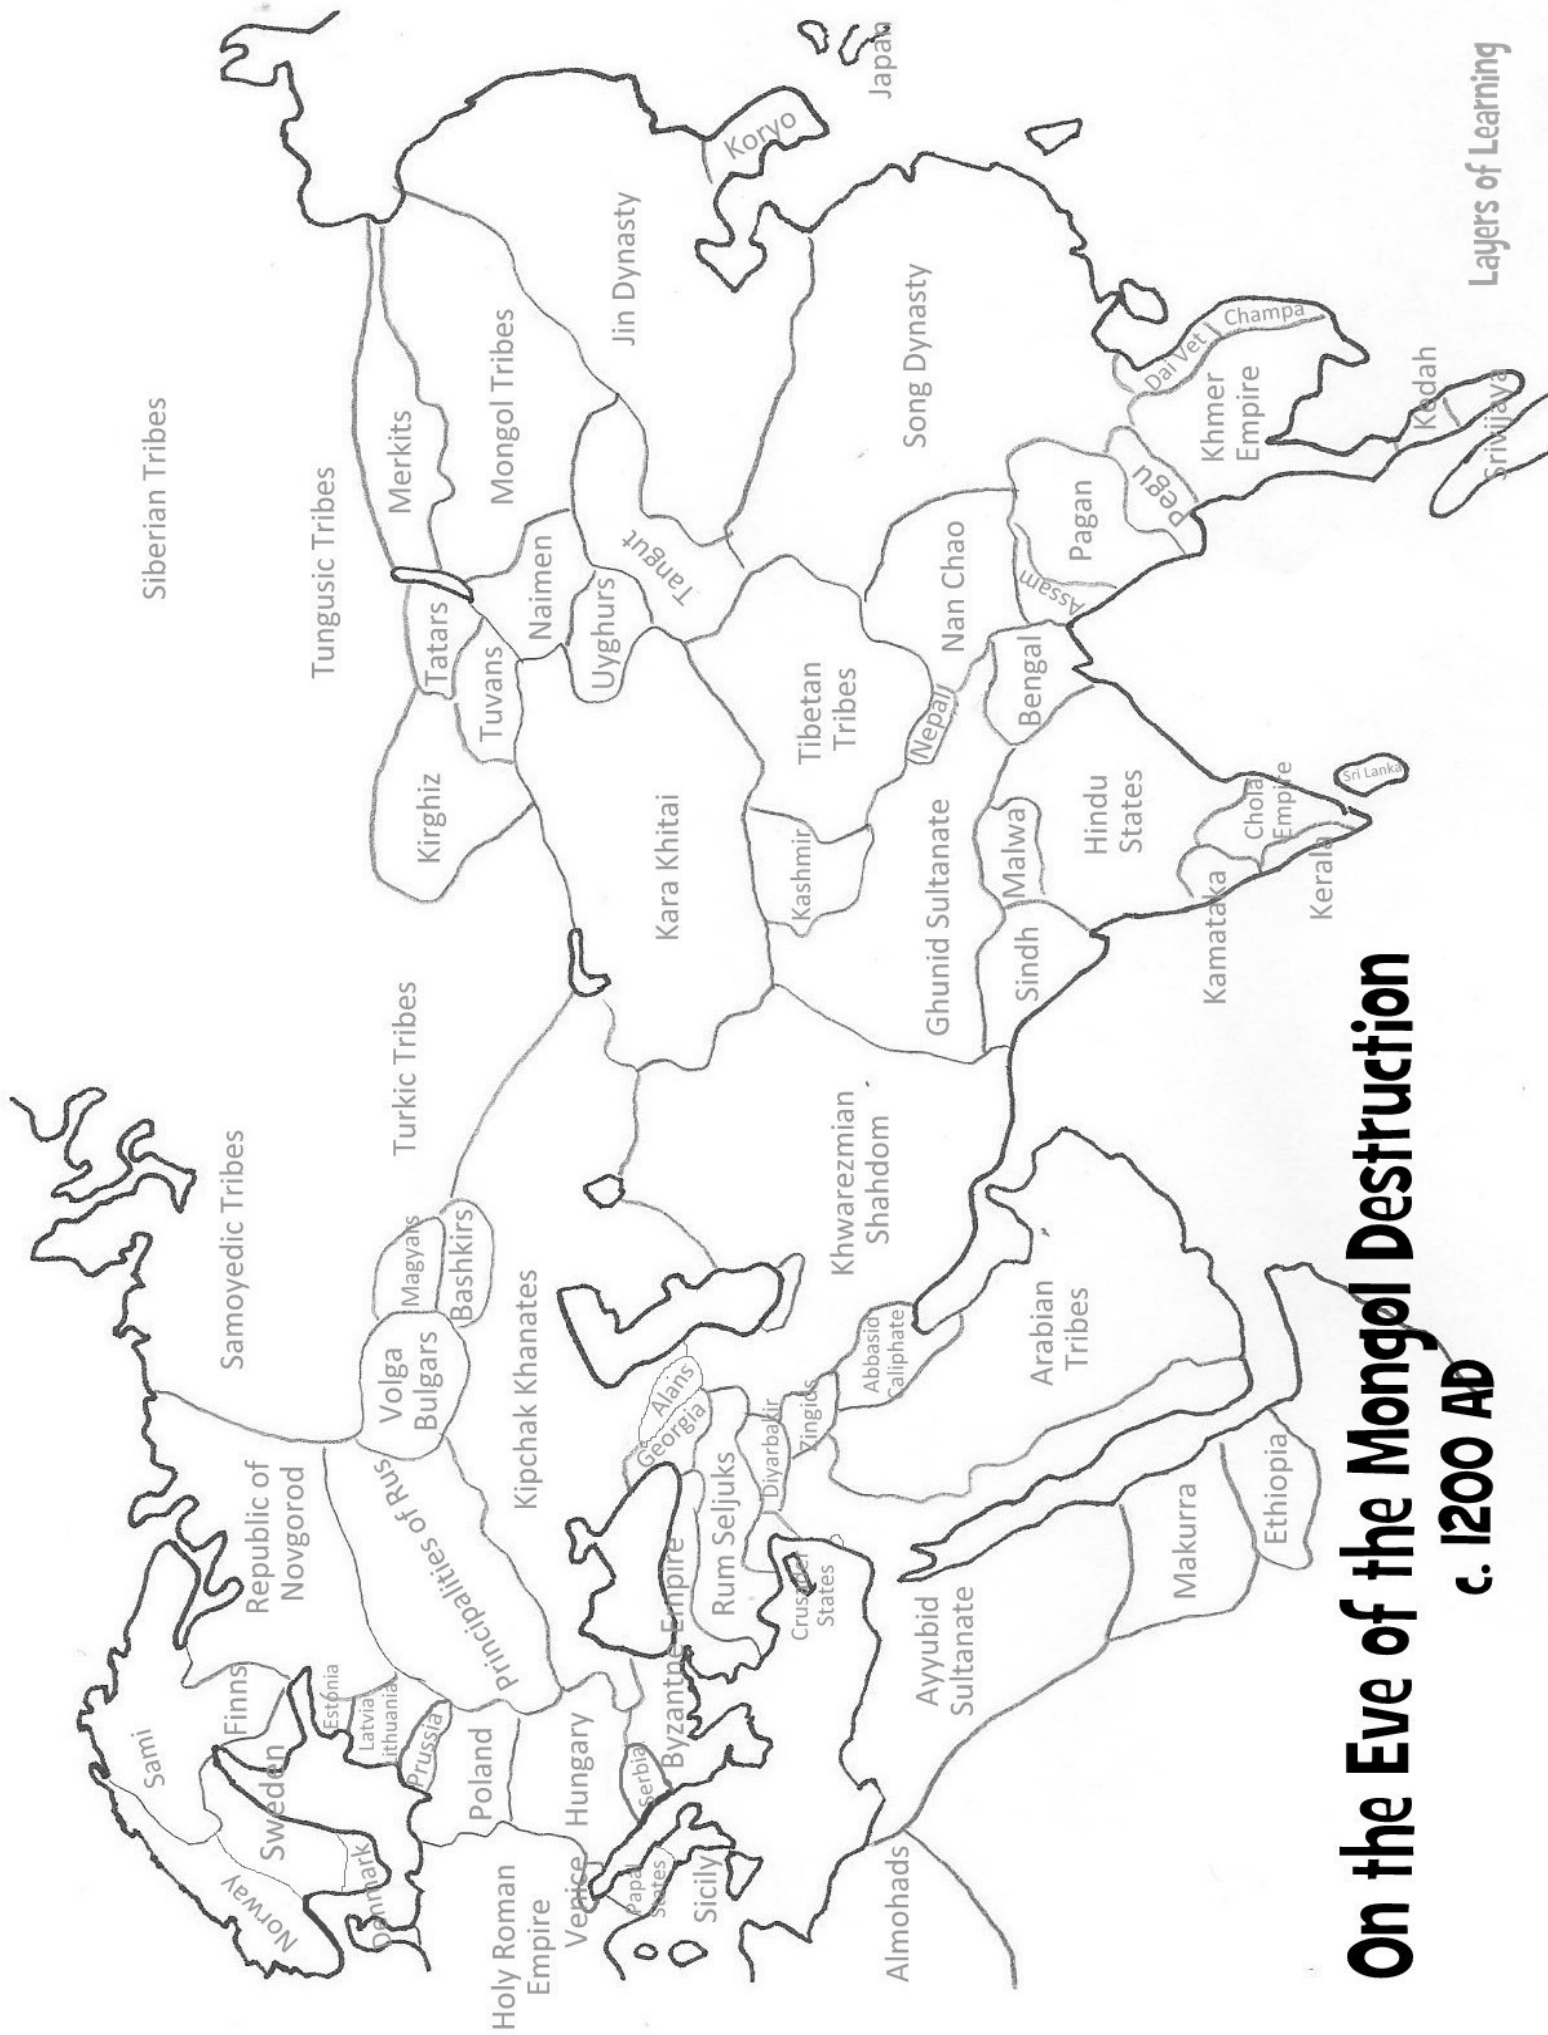 Siberian Tribes
Samoyedic Tribes
Tungusic Tribes
Turkic Tribes
Sami
Norway
Sweden
Finns
Denmark
Republic of
Novgorod
Estonia
Latvia
Lithuania
Prussia
Principalities of Rus
Volga
Bulgars
Magyars
Bashkirs
Kirghiz
Tatars
Tuvans
Merkits
Mongol Tribes
Naimen
Uyghurs
Tangut
Jin Dynasty
Koryo
Japan
Holy Roman
Empire
Poland
Hungary
Venice
Papal
States
Sicily
Serbia
Byzantne Empire
Kipchak Khanates
Georgia
Alans
Rum Seljuks
Diyarbakir
Zingids
Crusader
States
Abbasid
Caliphate
Khwarezmian
Shahdom
Kara Khitai
Kashmir
Tibetan
Tribes
Nepal
Nan Chao
Song Dynasty
Almohads
Ayyubid
Sultanate
Arabian
Tribes
Ghunid Sultanate
Sindh
Malwa
Hindu
States
Bengal
Assam
Pagan
Pegu
Dai Vet
Champa
Khmer
Empire
Makurra
Ethiopia
Kamataka
Chola
Empire
Kerala
Sri Lanka
Kedah
Srivijaya
On the Eve of the Mongol Destruction
c. 1200 AD
Layers of Learning